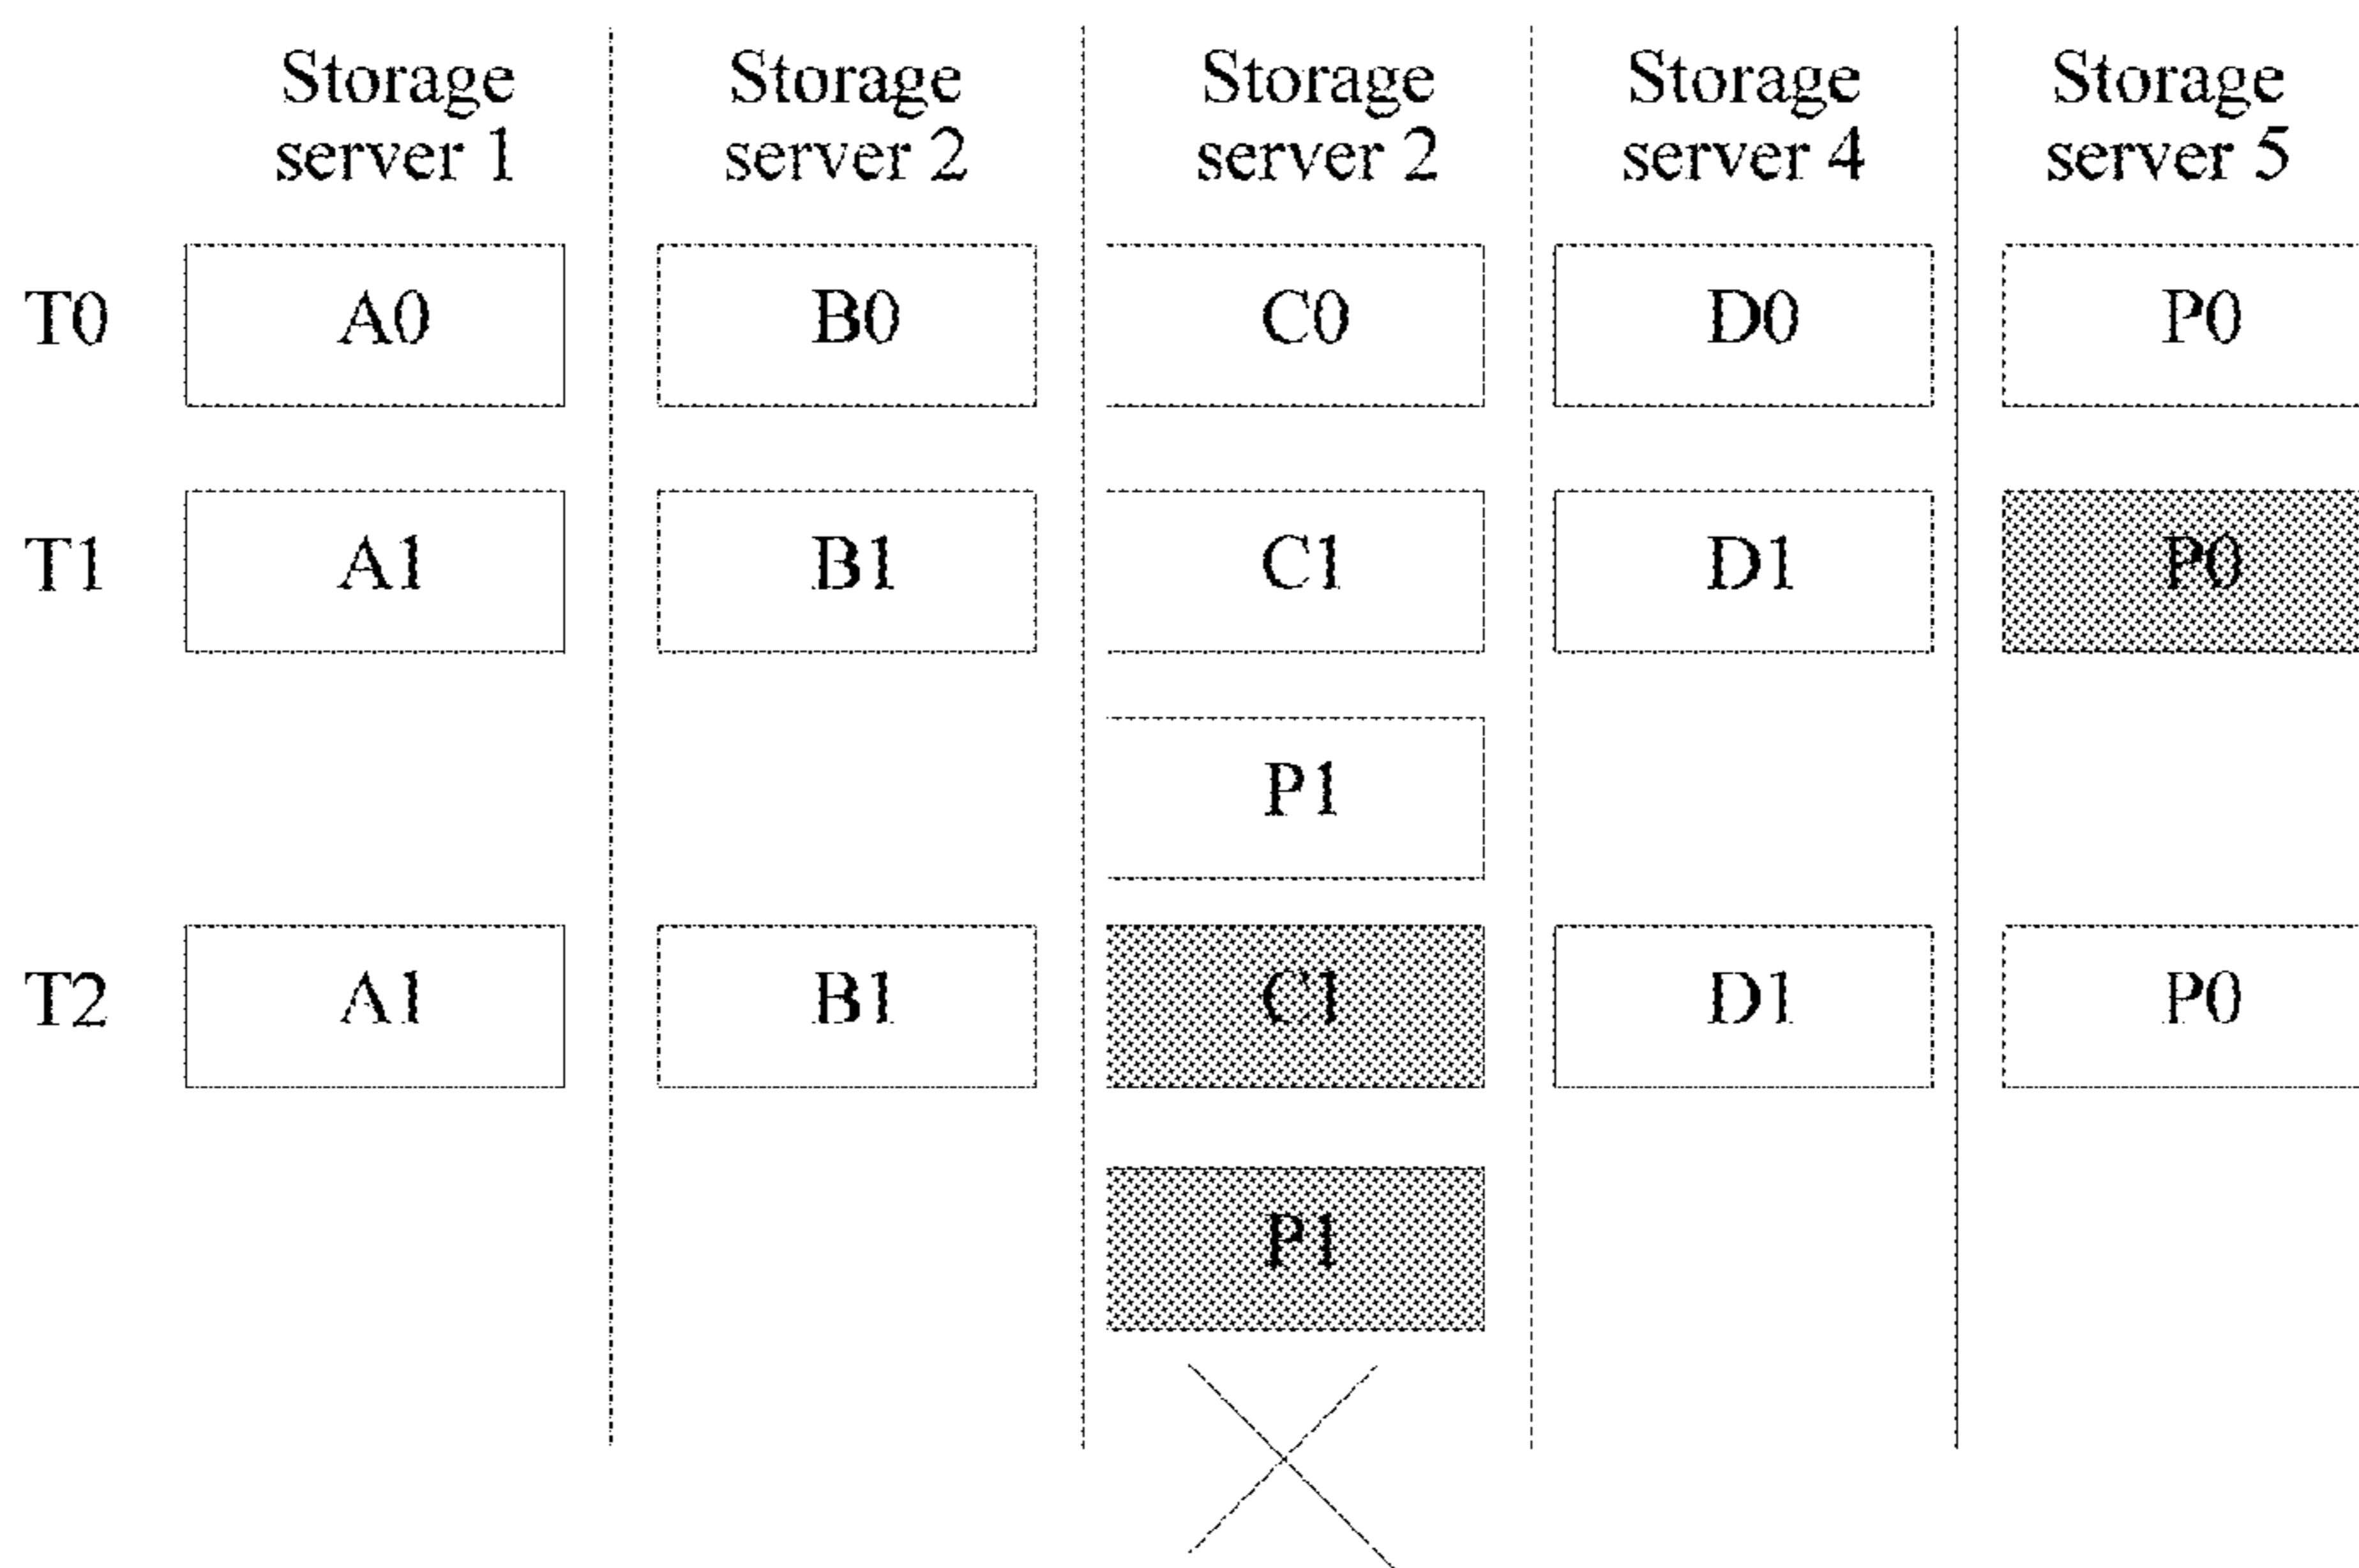 Storage server 1
Storage server 2
Storage server 2
Storage server 4
Storage server 5
T0 A0 B0 C0 D0 P0
T1 A1 B1 C1 D1 P0
P1
T2 A1 B1 C1 D1 P0
P1